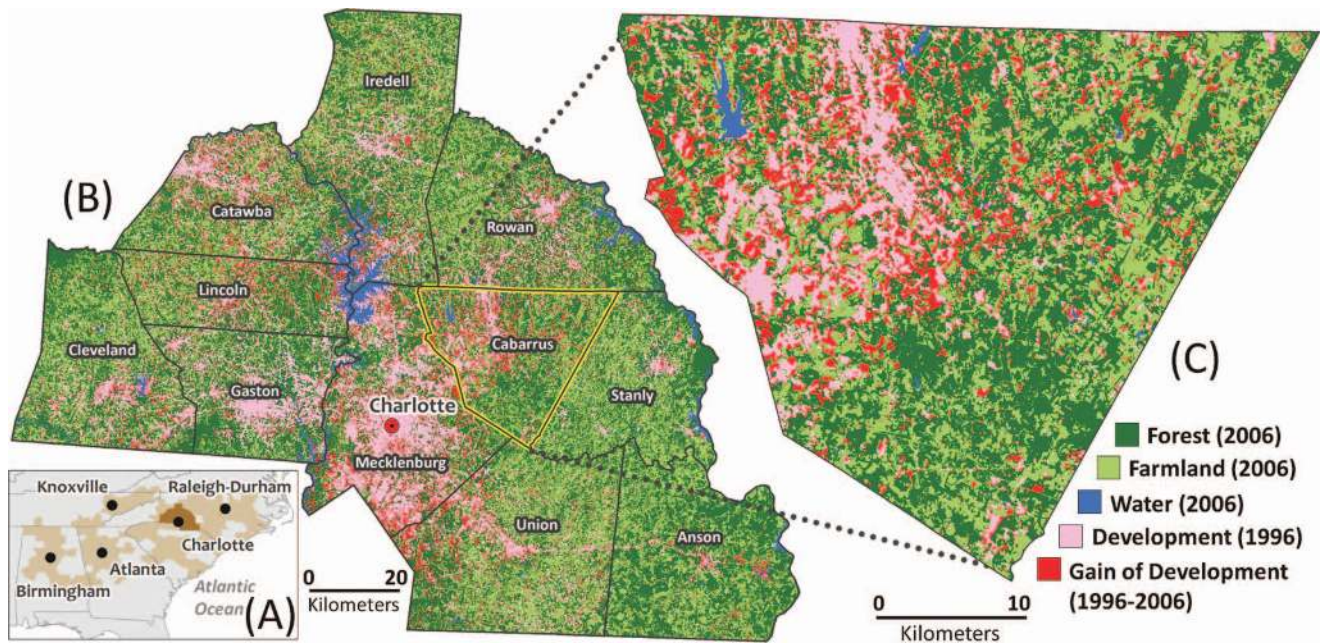 Iredell
(B)
Catawba
Rowan
Lincoln
Cabarrus
Cleveland
Gaston
Stanly
Charlotte
Mecklenburg
Union
Anson
0 20
Kilometers
Knoxville Raleigh-Durham
Charlotte
Atlanta
Birmingham
Atlantic
Ocean
(A)
(C)
Forest (2006)
Farmland (2006)
Water (2006)
Development (1996)
Gain of Development
(1996-2006)
0 10
Kilometers